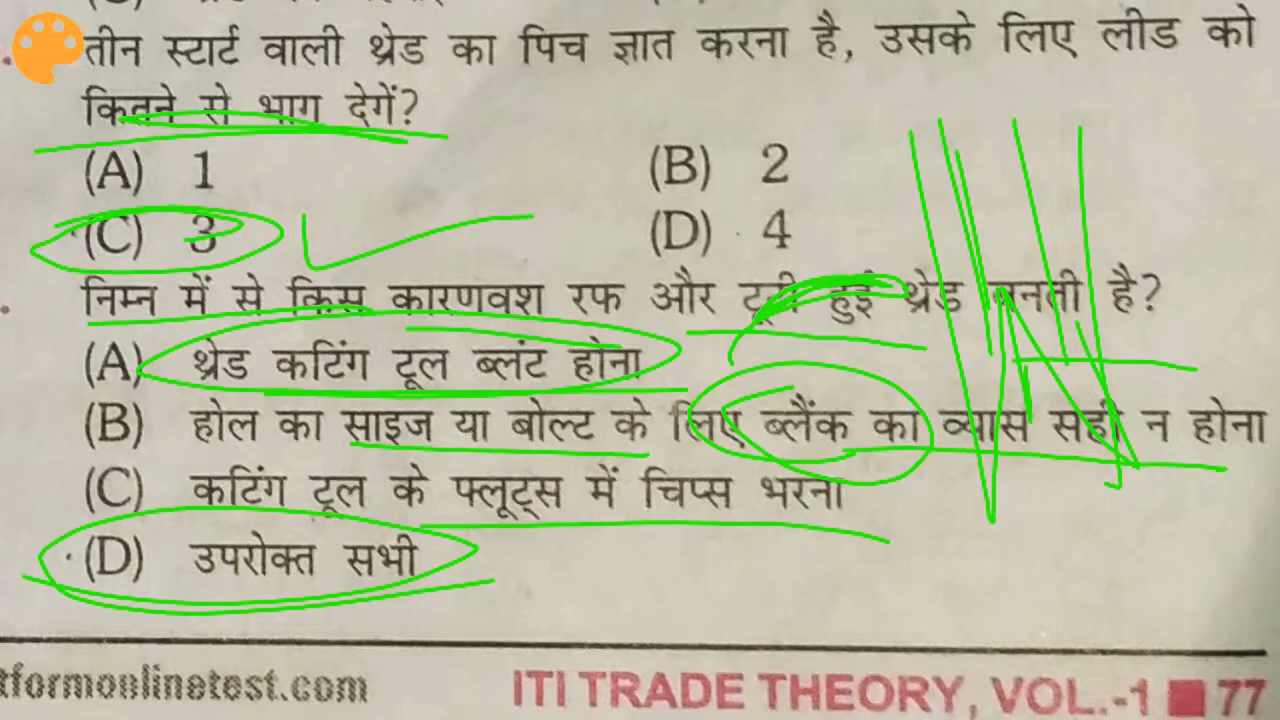 तीन स्टार्ट वाली थ्रेड का पिच ज्ञात करना है, उसके लिए लीड को
कितने से भाग देगें?
(A) 1 (B) 2
(C) 3 (D) 4
निम्न में से किस कारणवश रफ और टूटी हुई थ्रेड बनती है?
(A) थ्रेड कटिंग टूल ब्लंट होना
(B) होल का साइज या बोल्ट के लिए ब्लैंक का व्यास सही न होना
(C) कटिंग टूल के फ्लूट्स में चिप्स भरना
(D) उपरोक्त सभी
tformonlinetest.com ITI TRADE THEORY, VOL.-1 77